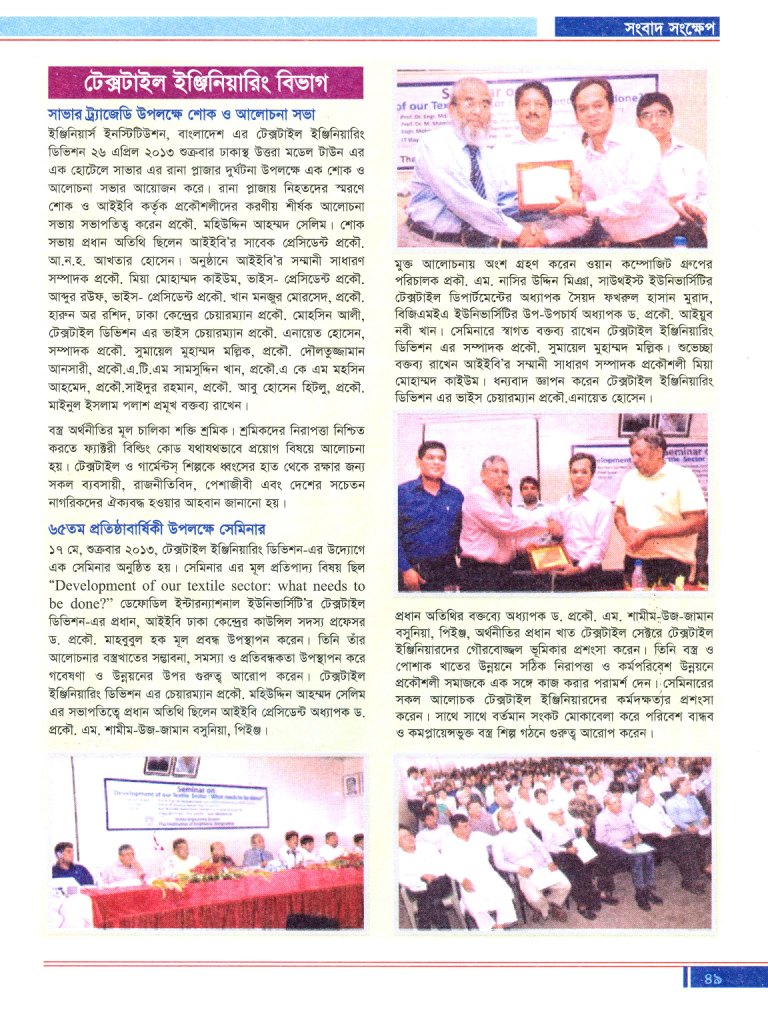 সংবাদ সংক্ষেপ
টেক্সটাইল ইঞ্জিনিয়ারিং বিভাগ
সাভার ট্র্যাজেডি উপলক্ষে শোক ও আলোচনা সভা
ইঞ্জিনিয়ার্স ইনস্টিটিউশন, বাংলাদেশ এর টেক্সটাইল ইঞ্জিনিয়ারিং
ডিভিশন ২৬ এপ্রিল ২০১৩ শুক্রবার ঢাকাস্থ উত্তরা মডেল টাউন এর
এক হোটেলে সাভার এর রানা প্লাজার দুর্ঘটনা উপলক্ষে এক শোক ও
আলোচনা সভার আয়োজন করে। রানা প্লাজায় নিহতদের স্মরণে
শোক ও আইইবি কর্তৃক প্রকৌশলীদের করণীয় শীর্ষক আলোচনা
সভায় সভাপতিত্ব করেন প্রকৌ. মহিউদ্দিন আহম্মদ সেলিম। শোক
সভায় প্রধান অতিথি ছিলেন আইইবি'র সাবেক প্রেসিডেন্ট প্রকৌ.
আ.ন.হ. আখতার হোসেন। অনুষ্ঠানে আইইবি'র সম্মানী সাধারণ
সম্পাদক প্রকৌ. মিয়া মোহাম্মদ কাইউম, ভাইস- প্রেসিডেন্ট প্রকৌ.
আব্দুর রউফ, ভাইস- প্রেসিডেন্ট প্রকৌ. খান মনজুর মোরসেদ, প্রকৌ.
হারুন অর রশিদ, ঢাকা কেন্দ্রের চেয়ারম্যান প্রকৌ. মোহসিন আলী,
টেক্সটাইল ডিভিশন এর ভাইস চেয়ারম্যান প্রকৌ. এনায়েত হোসেন,
সম্পাদক প্রকৌ. সুমায়েল মুহাম্মদ মল্লিক, প্রকৌ. দৌলতুজ্জামান
আনসারী, প্রকৌ.এ.টি.এম সামসুদ্দিন খান, প্রকৌ.এ কে এম মহসিন
আহমেদ, প্রকৌ.সাইদুর রহমান, প্রকৌ. আবু হোসেন হিটলু, প্রকৌ.
মাইনুল ইসলাম পলাশ প্রমূখ বক্তব্য রাখেন।
বস্ত্র অর্থনীতির মূল চালিকা শক্তি শ্রমিক। শ্রমিকদের নিরাপত্তা নিশ্চিত
করতে ফ্যাক্টরী বিল্ডিং কোড যথাযথভাবে প্রয়োগ বিষয়ে আলোচনা
হয়। টেক্সটাইল ও গার্মেন্টস্ শিল্পকে ধ্বংসের হাত থেকে রক্ষার জন্য
সকল ব্যবসায়ী, রাজনীতিবিদ, পেশাজীবী এবং দেশের সচেতন
নাগরিকদের ঐক্যবদ্ধ হওয়ার আহবান জানানো হয়।
৬৫তম প্রতিষ্ঠাবার্ষিকী উপলক্ষে সেমিনার
১৭ মে, শুক্রবার ২০১৩, টেক্সটাইল ইঞ্জিনিয়ারিং ডিভিশন-এর উদ্যোগে
এক সেমিনার অনুষ্ঠিত হয়। সেমিনার এর মূল প্রতিপাদ্য বিষয় ছিল
"Development of our textile sector: what needs to
be done?" ডেফোডিল ইন্টারন্যাশনাল ইউনিভার্সিটি'র টেক্সটাইল
ডিভিশন-এর প্রধান, আইইবি ঢাকা কেন্দ্রের কাউন্সিল সদস্য প্রফেসর
ড. প্রকৌ. মাহবুবুল হক মূল প্রবন্ধ উপস্থাপন করেন। তিনি তাঁর
আলোচনার বস্ত্রখাতের সম্ভাবনা, সমস্যা ও প্রতিবন্ধকতা উপস্থাপন করে
গবেষণা ও উন্নয়নের উপর গুরুত্ব আরোপ করেন। টেক্সটাইল
ইঞ্জিনিয়ারিং ডিভিশন এর চেয়ারম্যান প্রকৌ. মহিউদ্দিন আহম্মদ সেলিম
এর সভাপতিত্বে প্রধান অতিথি ছিলেন আইইবি প্রেসিডেন্ট অধ্যাপক ড.
প্রকৌ. এম. শামীম-উজ-জামান বসুনিয়া, পিইঞ্জ।
Seminar on
Development of our Textile Sector: What needs to be done?
Seminar on
of our Text
done?
মুক্ত আলোচনায় অংশ গ্রহণ করেন ওয়ান কম্পোজিট গ্রুপের
পরিচালক প্রকৌ. এম. নাসির উদ্দিন মিঞা, সাউথইস্ট ইউনিভার্সিটির
টেক্সটাইল ডিপার্টমেন্টের অধ্যাপক সৈয়দ ফখরুল হাসান মুরাদ,
বিজিএমইএ ইউনিভার্সিটির উপ-উপচার্য অধ্যাপক ড. প্রকৌ. আইয়ুব
নবী খান। সেমিনারে স্বাগত বক্তব্য রাখেন টেক্সটাইল ইঞ্জিনিয়ারিং
ডিভিশন এর সম্পাদক প্রকৌ. সুমায়েল মুহাম্মদ মল্লিক। শুভেচ্ছা
বক্তব্য রাখেন আইইবি'র সম্মানী সাধারণ সম্পাদক প্রকৌশলী মিয়া
মোহাম্মদ কাইউম। ধন্যবাদ জ্ঞাপন করেন টেক্সটাইল ইঞ্জিনিয়ারিং
ডিভিশন এর ভাইস চেয়ারম্যান প্রকৌ.এনায়েত হোসেন।
Seminar o
Sector
প্রধান অতিথির বক্তব্যে অধ্যাপক ড. প্রকৌ. এম. শামীম-উজ-জামান
বসুনিয়া, পিইঞ্জ, অর্থনীতির প্রধান খাত টেক্সটাইল সেক্টরে টেক্সটাইল
ইঞ্জিনিয়ারদের গৌরবোজ্জ্বল ভূমিকার প্রশংসা করেন। তিনি বস্ত্র ও
পোশাক খাতের উন্নয়নে সঠিক নিরাপত্তা ও কর্মপরিবেশ উন্নয়নে
প্রকৌশলী সমাজকে এক সঙ্গে কাজ করার পরামর্শ দেন। সেমিনারের
সকল আলোচক টেক্সটাইল ইঞ্জিনিয়ারদের কর্মদক্ষতার প্রশংসা
করেন। সাথে সাথে বর্তমান সংকট মোকাবেলা করে পরিবেশ বান্ধব
ও কমপ্লায়েন্সভুক্ত বস্ত্র শিল্প গঠনে গুরুত্ব আরোপ করেন।
৪৯